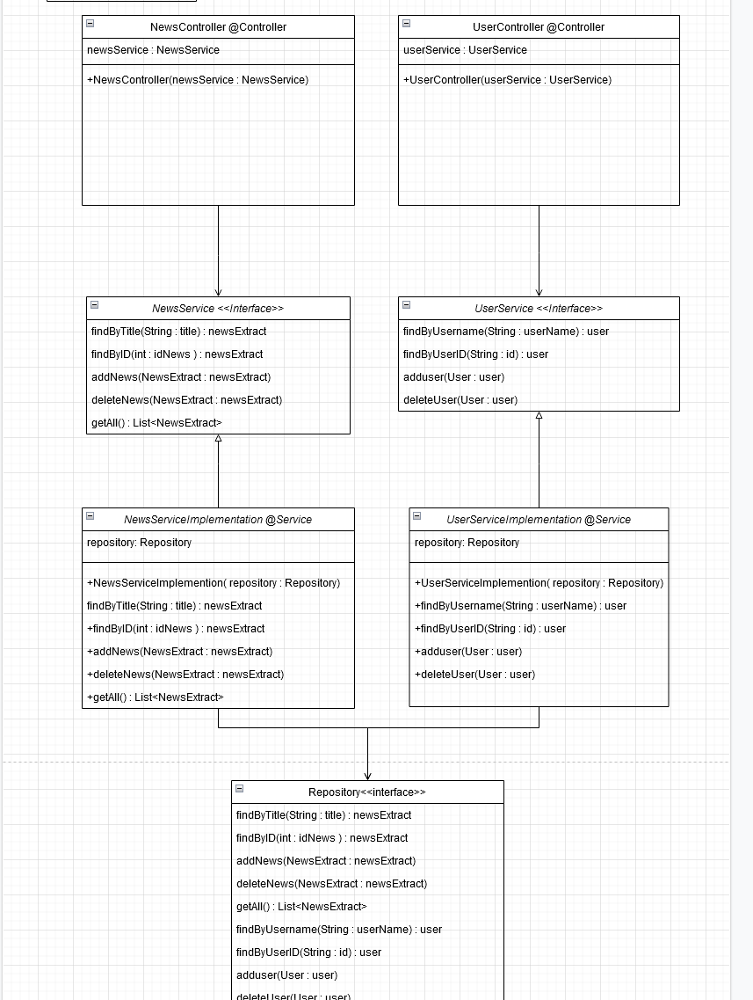 NewsController @Controller
newsService : NewsService
+NewsController(newsService : NewsService)
UserController @Controller
userService : UserService
+UserController(userService : UserService)
NewsService <<Interface>>
findByTitle(String : title) : newsExtract
findByID(int : idNews ) : newsExtract
addNews(NewsExtract : newsExtract)
deleteNews(NewsExtract : newsExtract)
getAll() : List<NewsExtract>
UserService <<Interface>>
findByUsername(String : userName) : user
findByUserID(String : id) : user
adduser(User : user)
deleteUser(User : user)
NewsServiceImplementation @Service
repository: Repository
+NewsServiceImplemention( repository : Repository)
findByTitle(String : title) : newsExtract
+findByID(int : idNews ) : newsExtract
+addNews(NewsExtract : newsExtract)
+deleteNews(NewsExtract : newsExtract)
+getAll() : List<NewsExtract>
UserServiceImplementation @Service
repository: Repository
+UserServiceImplemention( repository : Repository)
+findByUsername(String : userName) : user
+findByUserID(String : id) : user
+adduser(User : user)
+deleteUser(User : user)
Repository<<interface>>
findByTitle(String : title) : newsExtract
findByID(int : idNews ) : newsExtract
addNews(NewsExtract : newsExtract)
deleteNews(NewsExtract : newsExtract)
getAll() : List<NewsExtract>
findByUsername(String : userName) : user
findByUserID(String : id) : user
adduser(User : user)
deleteUser(User : user)